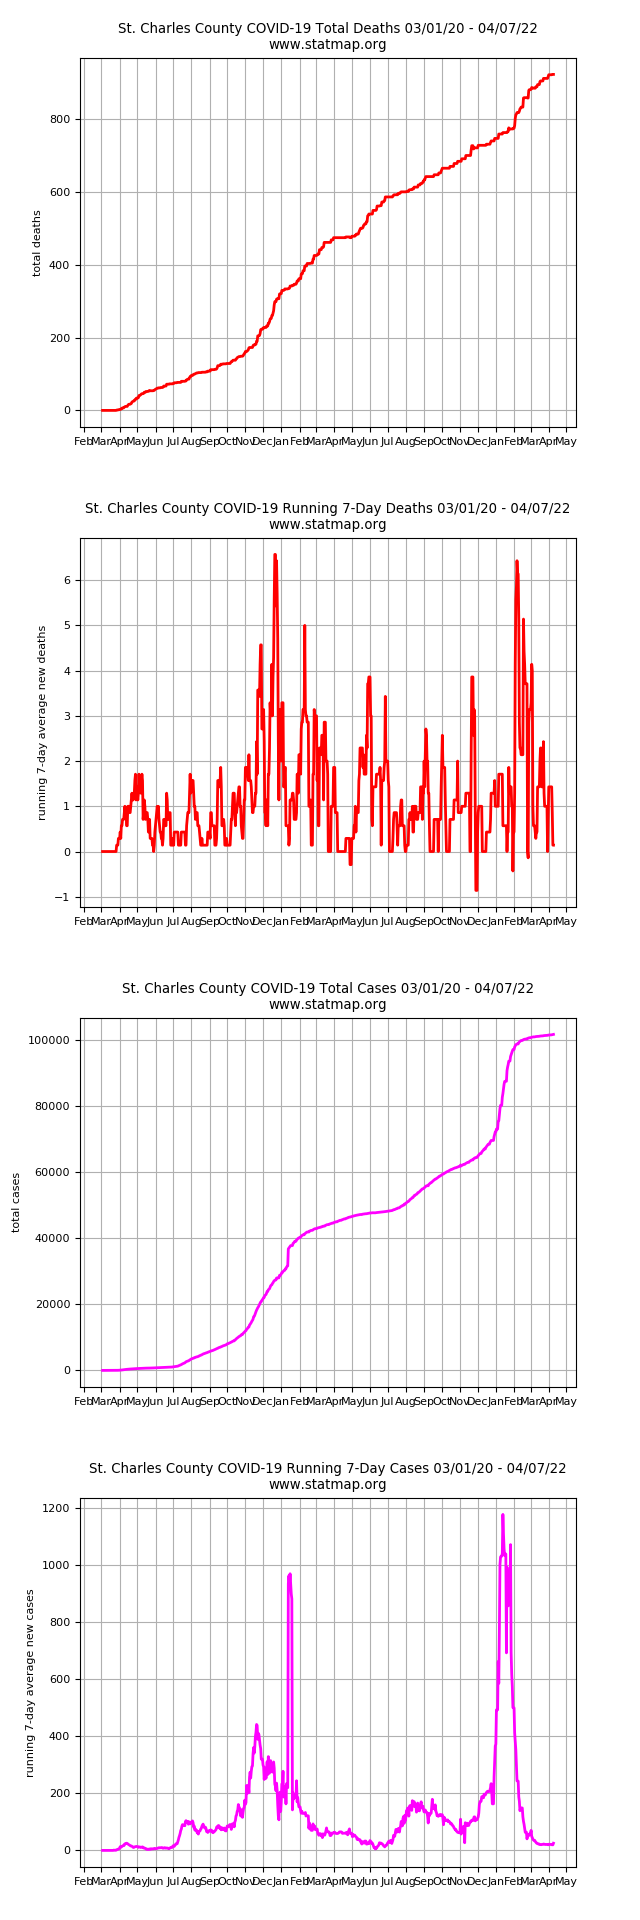 St. Charles County COVID-19 Total Deaths 03/01/20 - 04/07/22
www.statmap.org
800
600
400
200
0
total deaths
Feb Mar Apr May Jun Jul Aug Sep Oct Nov Dec Jan Feb Mar Apr May Jun Jul Aug Sep Oct Nov Dec Jan Feb Mar Apr May
St. Charles County COVID-19 Running 7-Day Deaths 03/01/20 - 04/07/22
www.statmap.org
6
5
4
3
2
1
0
−1
running 7-day average new deaths
Feb Mar Apr May Jun Jul Aug Sep Oct Nov Dec Jan Feb Mar Apr May Jun Jul Aug Sep Oct Nov Dec Jan Feb Mar Apr May
St. Charles County COVID-19 Total Cases 03/01/20 - 04/07/22
www.statmap.org
100000
80000
60000
40000
20000
0
total cases
Feb Mar Apr May Jun Jul Aug Sep Oct Nov Dec Jan Feb Mar Apr May Jun Jul Aug Sep Oct Nov Dec Jan Feb Mar Apr May
St. Charles County COVID-19 Running 7-Day Cases 03/01/20 - 04/07/22
www.statmap.org
1200
1000
800
600
400
200
0
running 7-day average new cases
Feb Mar Apr May Jun Jul Aug Sep Oct Nov Dec Jan Feb Mar Apr May Jun Jul Aug Sep Oct Nov Dec Jan Feb Mar Apr May